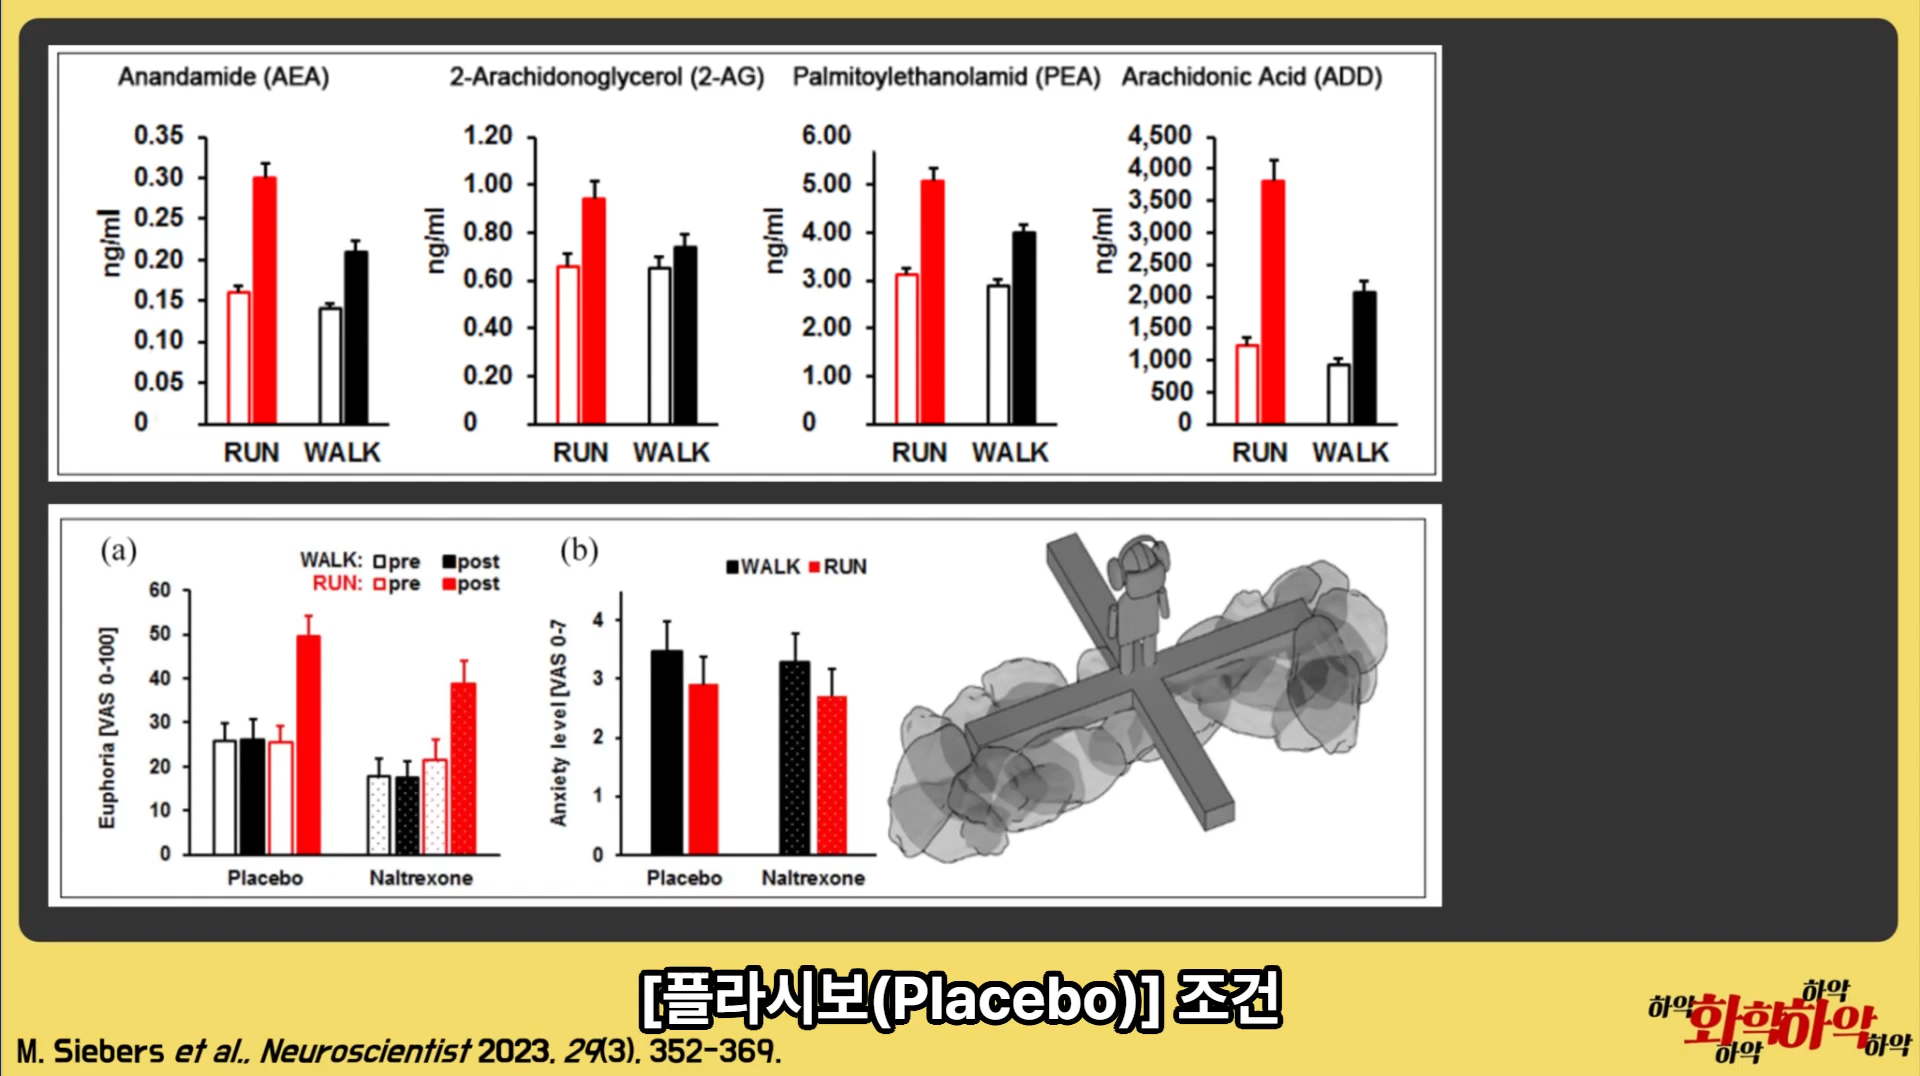 Anandamide (AEA)
2-Arachidonoglycerol (2-AG)
Palmitoylethanolamid (PEA)
Arachidonic Acid (ADD)
ng/ml
0.35
0.30
0.25
0.20
0.15
0.10
0.05
0
RUN WALK
ng/ml
1.20
1.00
0.80
0.60
0.40
0.20
0
RUN WALK
ng/ml
6.00
5.00
4.00
3.00
2.00
1.00
0
RUN WALK
ng/ml
4,500
4,000
3,500
3,000
2,500
2,000
1,500
1,000
500
0
RUN WALK
(a)
WALK: pre post
RUN: pre post
Euphoria [VAS 0-100]
60
50
40
30
20
10
0
Placebo Naltrexone
(b)
WALK RUN
Anxiety level [VAS 0-7
4
3
2
1
0
Placebo Naltrexone
[플라시보(Placebo)] 조건
M. Siebers et al., Neuroscientist 2023, 29(3), 352-369.
하악
하악
화학하악
하악
하악